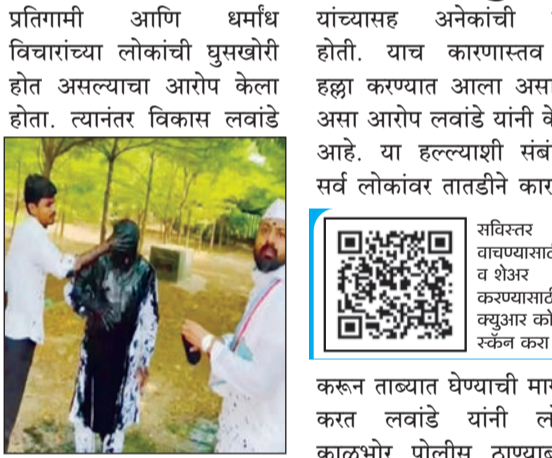 प्रतिगामी आणि धर्मांध
विचारांच्या लोकांची घुसखोरी
होत असल्याचा आरोप केला
होता. त्यानंतर विकास लवांडे
यांच्यासह अनेकांची
होती. याच कारणास्तव
हल्ला करण्यात आला
असा आरोप लवांडे यांनी
आहे. या हल्ल्याशी
सर्व लोकांवर तातडीने
सविस्तर
वाचण्यासाठी
व शेअर
करण्यासाठी
क्युआर
स्कॅन करा
करून ताब्यात घेण्याची
करत लवांडे यांनी
काळभोर पोलीस